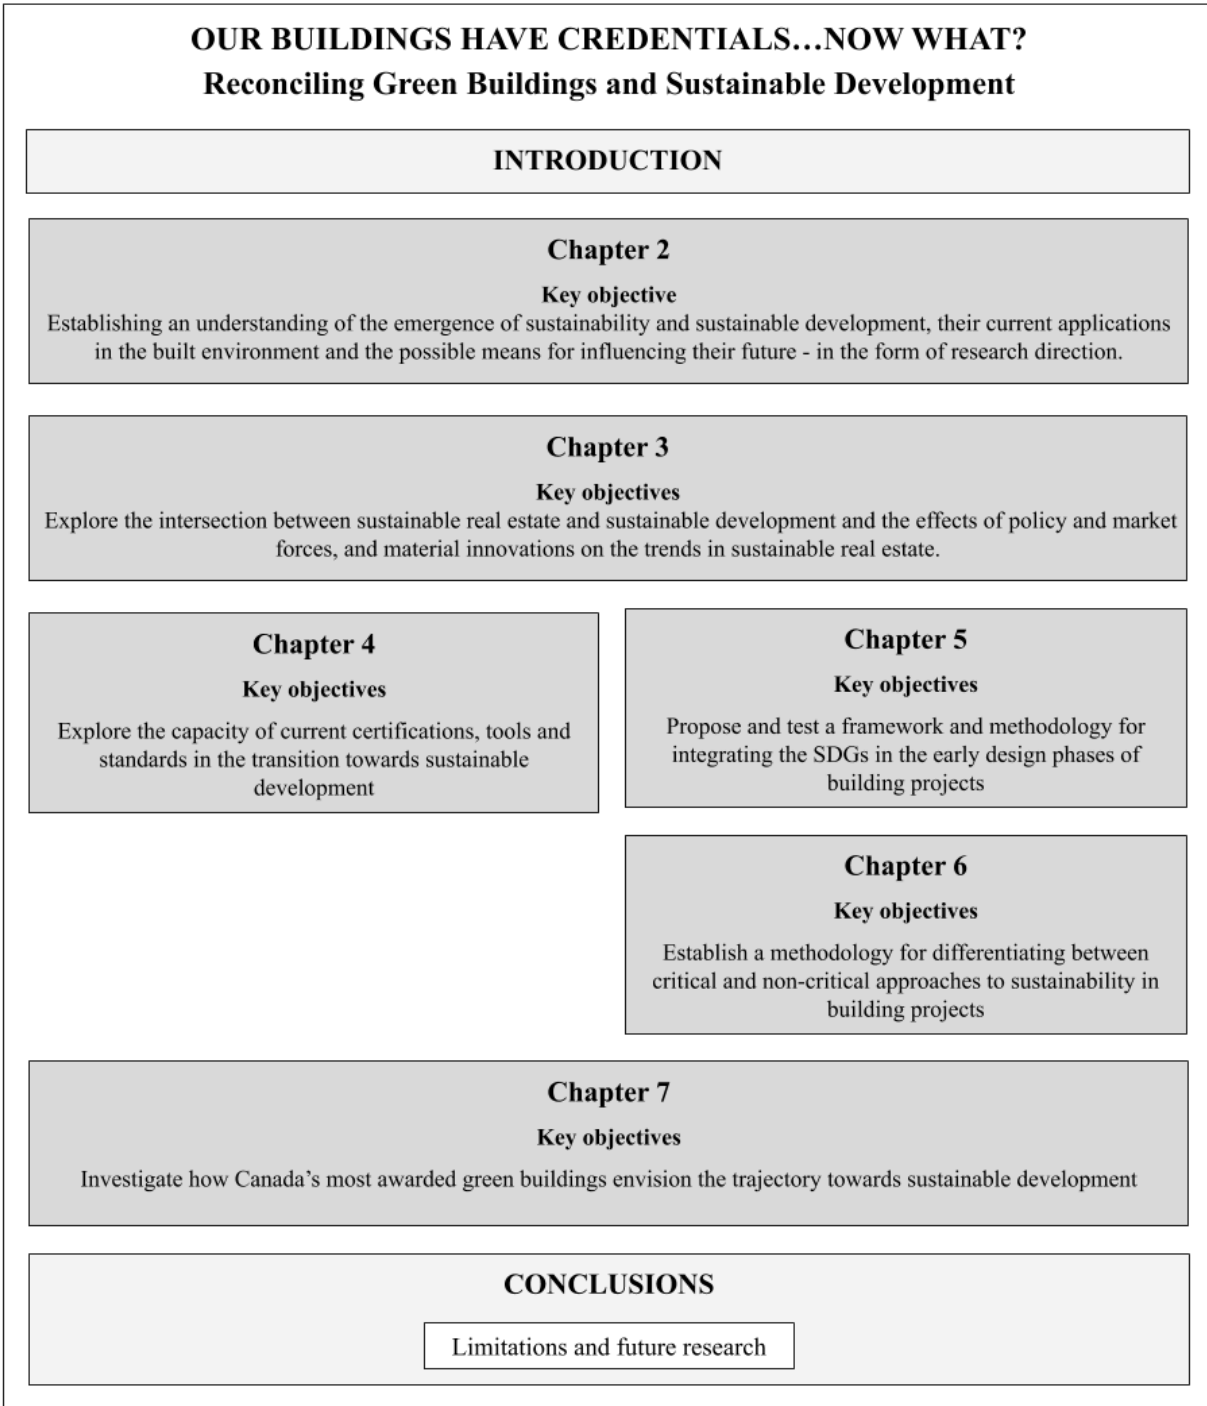 OUR BUILDINGS HAVE CREDENTIALS…NOW WHAT?
Reconciling Green Buildings and Sustainable Development
INTRODUCTION
Chapter 2
Key objective
Establishing an understanding of the emergence of sustainability and sustainable development, their current applications
in the built environment and the possible means for influencing their future - in the form of research direction.
Chapter 3
Key objectives
Explore the intersection between sustainable real estate and sustainable development and the effects of policy and market
forces, and material innovations on the trends in sustainable real estate.
Chapter 4
Key objectives
Explore the capacity of current certifications, tools and
standards in the transition towards sustainable
development
Chapter 5
Key objectives
Propose and test a framework and methodology for
integrating the SDGs in the early design phases of
building projects
Chapter 6
Key objectives
Establish a methodology for differentiating between
critical and non-critical approaches to sustainability in
building projects
Chapter 7
Key objectives
Investigate how Canada’s most awarded green buildings envision the trajectory towards sustainable development
CONCLUSIONS
Limitations and future research